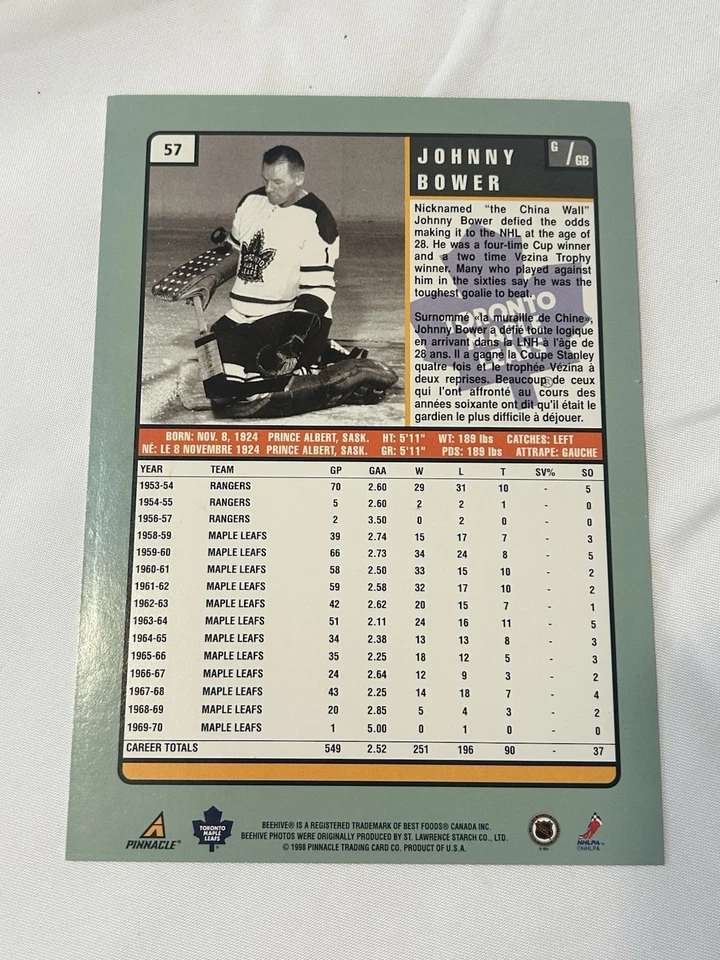 57
JOHNNY
BOWER
G / GB
TORONTO
MAPLE
LEAFS
1
Nicknamed "the China Wall"
Johnny Bower defied the odds
making it to the NHL at the age of
28. He was a four-time Cup winner
and a two time Vezina Trophy
winner. Many who played against
him in the sixties say he was the
toughest goalie to beat.
Surnommé «la muraille de Chine»,
Johnny Bower a défié toute logique
en arrivant dans la LNH à l'âge de
28 ans. Il a gagné la Coupe Stanley
quatre fois et le trophée Vézina à
deux reprises. Beaucoup de ceux
qui l'ont affronté au cours des
années soixante ont dit qu'il était le
gardien le plus difficile à déjouer.
BORN: NOV. 8, 1924 PRINCE ALBERT, SASK. HT: 5'11" WT: 189 lbs CATCHES: LEFT
NÉ: LE 8 NOVEMBRE 1924 PRINCE ALBERT, SASK. GR: 5'11" PDS: 189 lbs ATTRAPE: GAUCHE
YEAR TEAM GP GAA W L T SV% SO
1953-54 RANGERS 70 2.60 29 31 10 - 5
1954-55 RANGERS 5 2.60 2 2 1 - 0
1956-57 RANGERS 2 3.50 0 2 0 - 0
1958-59 MAPLE LEAFS 39 2.74 15 17 7 - 3
1959-60 MAPLE LEAFS 66 2.73 34 24 8 - 5
1960-61 MAPLE LEAFS 58 2.50 33 15 10 - 2
1961-62 MAPLE LEAFS 59 2.58 32 17 10 - 2
1962-63 MAPLE LEAFS 42 2.62 20 15 7 - 1
1963-64 MAPLE LEAFS 51 2.11 24 16 11 - 5
1964-65 MAPLE LEAFS 34 2.38 13 13 8 - 3
1965-66 MAPLE LEAFS 35 2.25 18 12 5 - 3
1966-67 MAPLE LEAFS 24 2.64 12 9 3 - 2
1967-68 MAPLE LEAFS 43 2.25 14 18 7 - 4
1968-69 MAPLE LEAFS 20 2.85 5 4 3 - 2
1969-70 MAPLE LEAFS 1 5.00 0 1 0 - 0
CAREER TOTALS 549 2.52 251 196 90 - 37
PINNACLE®
TORONTO
MAPLE
LEAFS
BEEHIVE® IS A REGISTERED TRADEMARK OF BEST FOODS® CANADA INC.
BEEHIVE PHOTOS WERE ORIGINALLY PRODUCED BY ST. LAWRENCE STARCH CO., LTD.
© 1998 PINNACLE TRADING CARD CO. PRODUCT OF U.S.A.
NHLPA™
©NHLPA